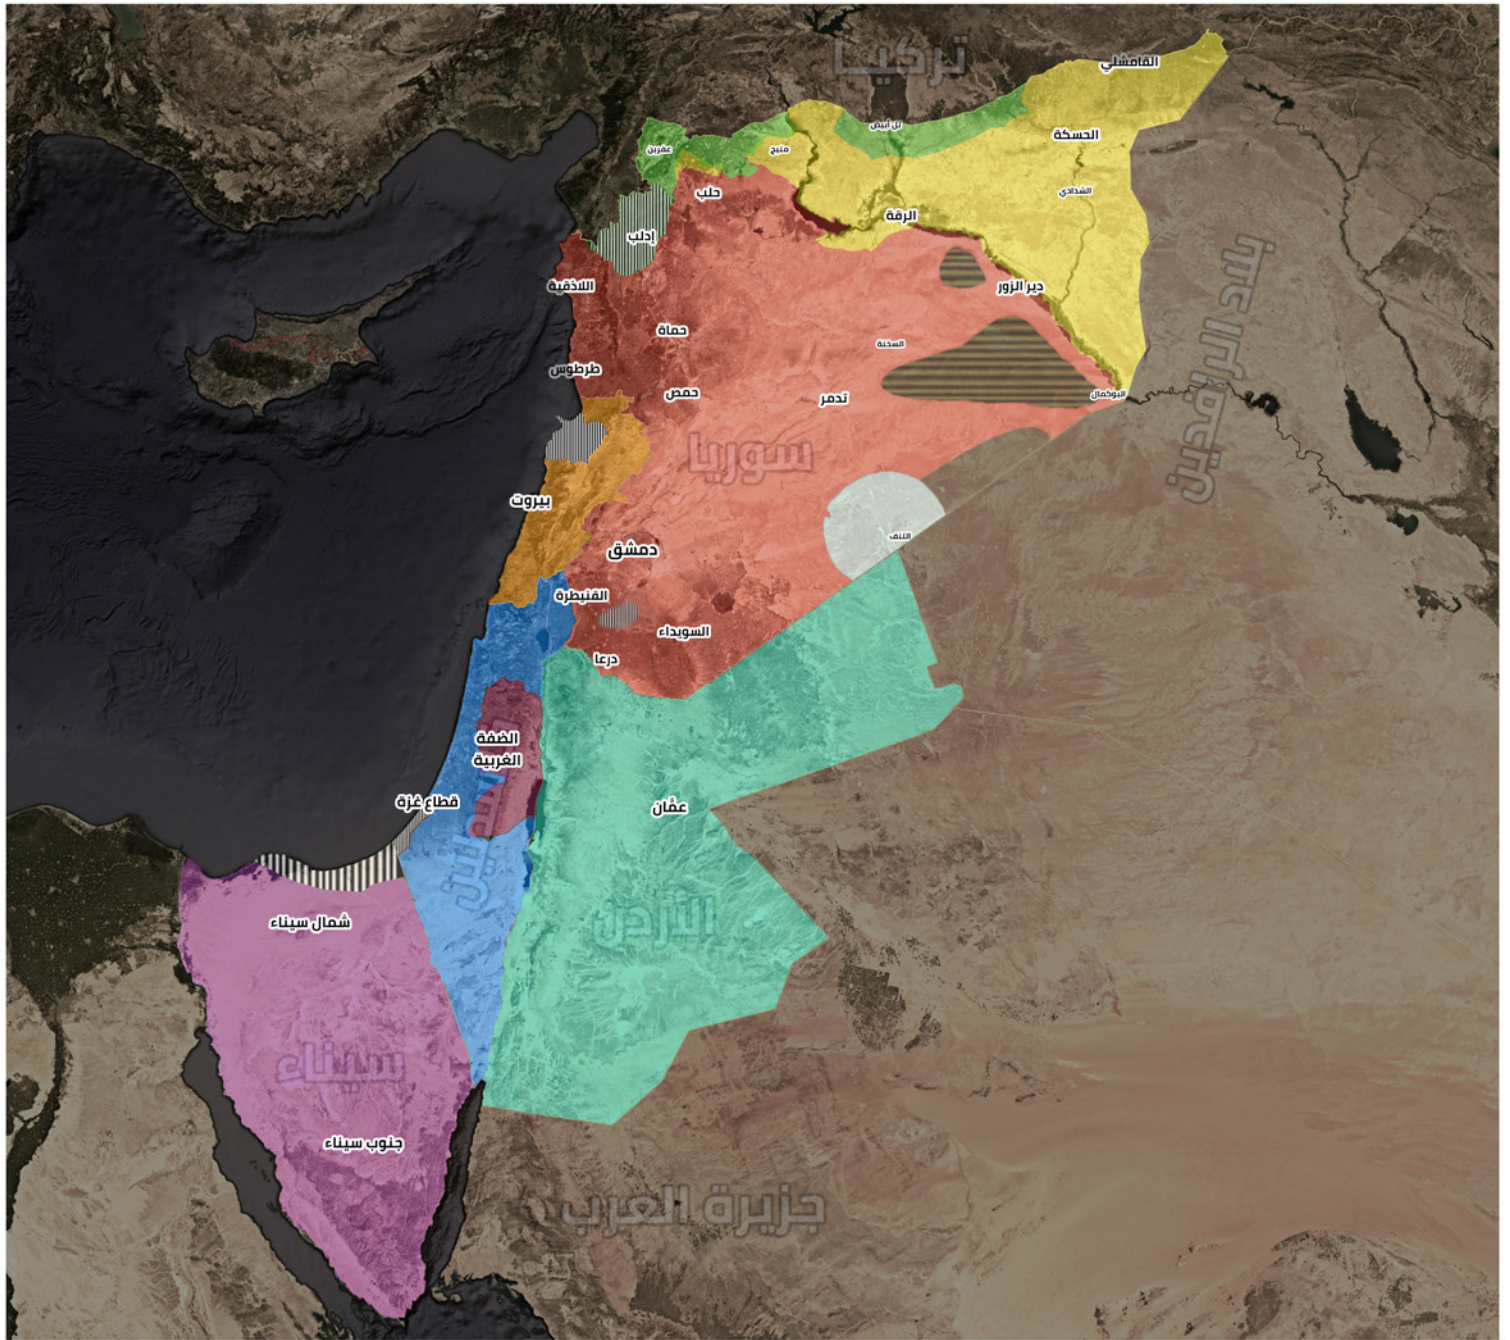 تركيا
القامشلي
تل أبيض
الحسكة
عفرين
منبج
الشدادي
حلب
الرقة
إدلب
اللاذقية
دير الزور
حماة
السخنة
طرطوس
حمص
تدمر
البوكمال
بلاد الرافدين
سوريا
بيروت
التنف
دمشق
القنيطرة
السويداء
درعا
الضفة
الغربية
قطاع غزة
عمّان
فلسطين
شمال سيناء
الأردن
سيناء
جنوب سيناء
جزيرة العرب